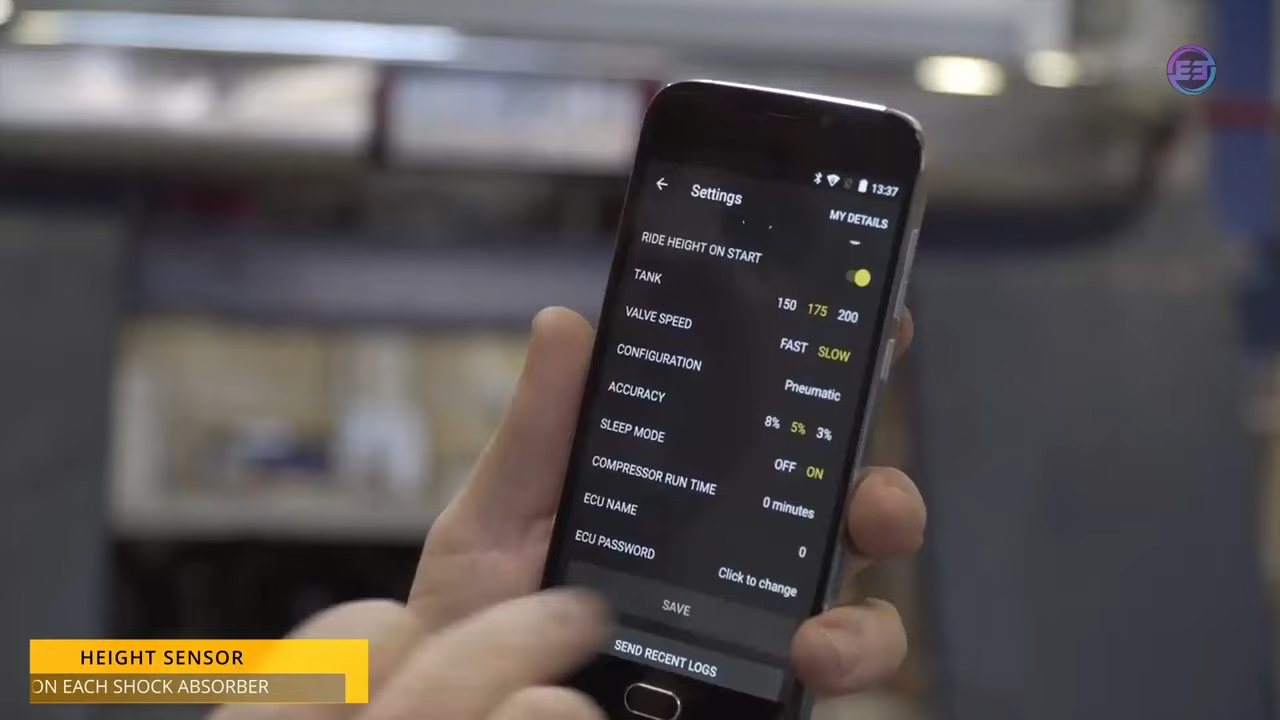 13:37
Settings
MY DETAILS
RIDE HEIGHT ON START
TANK
150 175 200
VALVE SPEED
FAST SLOW
CONFIGURATION
Pneumatic
ACCURACY
8% 5% 3%
SLEEP MODE
OFF ON
COMPRESSOR RUN TIME
0 minutes
ECU NAME
0
ECU PASSWORD
Click to change
SAVE
SEND RECENT LOGS
HEIGHT SENSOR
ON EACH SHOCK ABSORBER